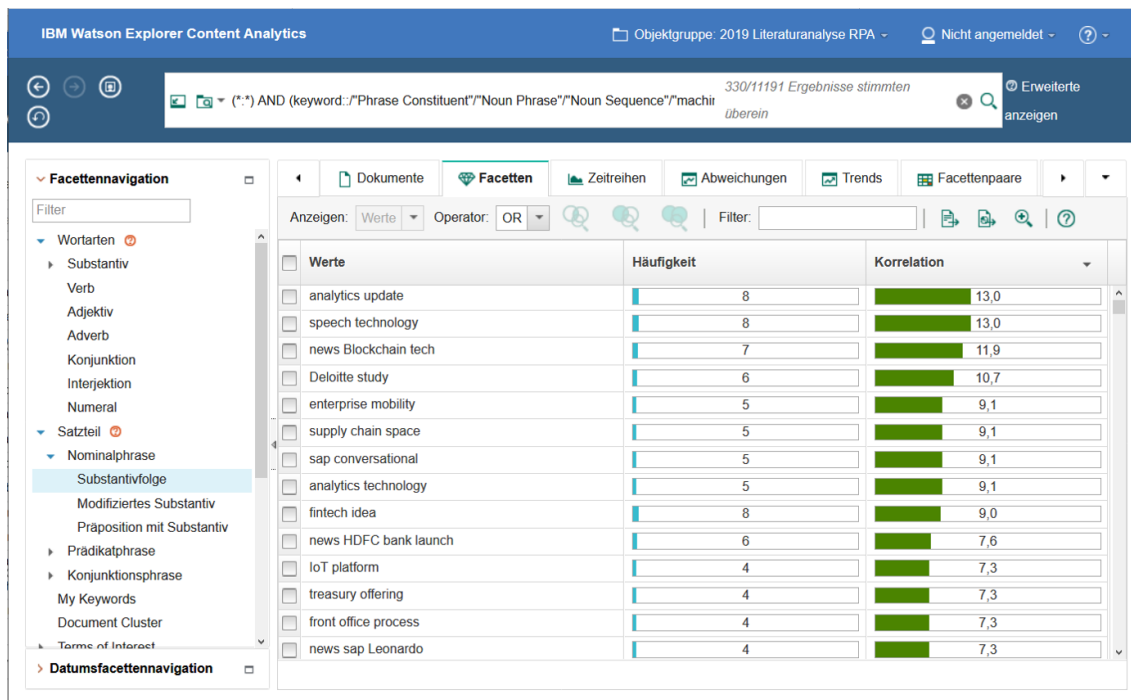 IBM Watson Explorer Content Analytics
Objektgruppe: 2019 Literaturanalyse RPA
Nicht angemeldet
(*:*) AND (keyword::/"Phrase Constituent"/"Noun Phrase"/"Noun Sequence"/"machin
330/11191 Ergebnisse stimmten
überein
Erweiterte
anzeigen
Facettennavigation
Filter
Wortarten
Substantiv
Verb
Adjektiv
Adverb
Konjunktion
Interjektion
Numeral
Satzteil
Nominalphrase
Substantivfolge
Modifiziertes Substantiv
Präposition mit Substantiv
Prädikatphrase
Konjunktionsphrase
My Keywords
Document Cluster
Terms of Interest
Datumsfacettennavigation
Dokumente Facetten Zeitreihen Abweichungen Trends Facettenpaare
Anzeigen: Werte Operator: OR Filter:
Werte Häufigkeit Korrelation
analytics update 8 13,0
speech technology 8 13,0
news Blockchain tech 7 11,9
Deloitte study 6 10,7
enterprise mobility 5 9,1
supply chain space 5 9,1
sap conversational 5 9,1
analytics technology 5 9,1
fintech idea 8 9,0
news HDFC bank launch 6 7,6
IoT platform 4 7,3
treasury offering 4 7,3
front office process 4 7,3
news sap Leonardo 4 7,3